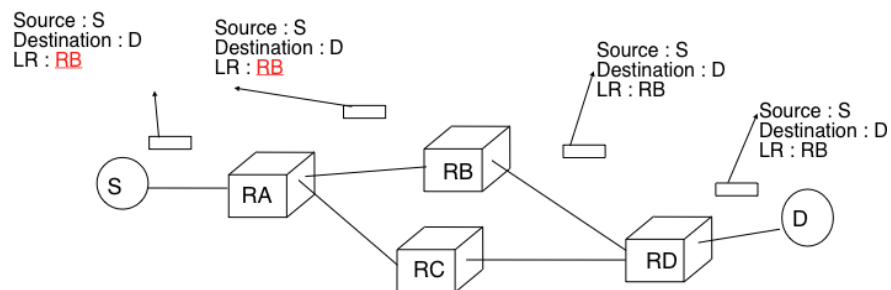 Source : S
Destination : D
LR : RB
Source : S
Destination : D
LR : RB
Source : S
Destination : D
LR : RB
Source : S
Destination : D
LR : RB
S
RA
RB
RC
RD
D